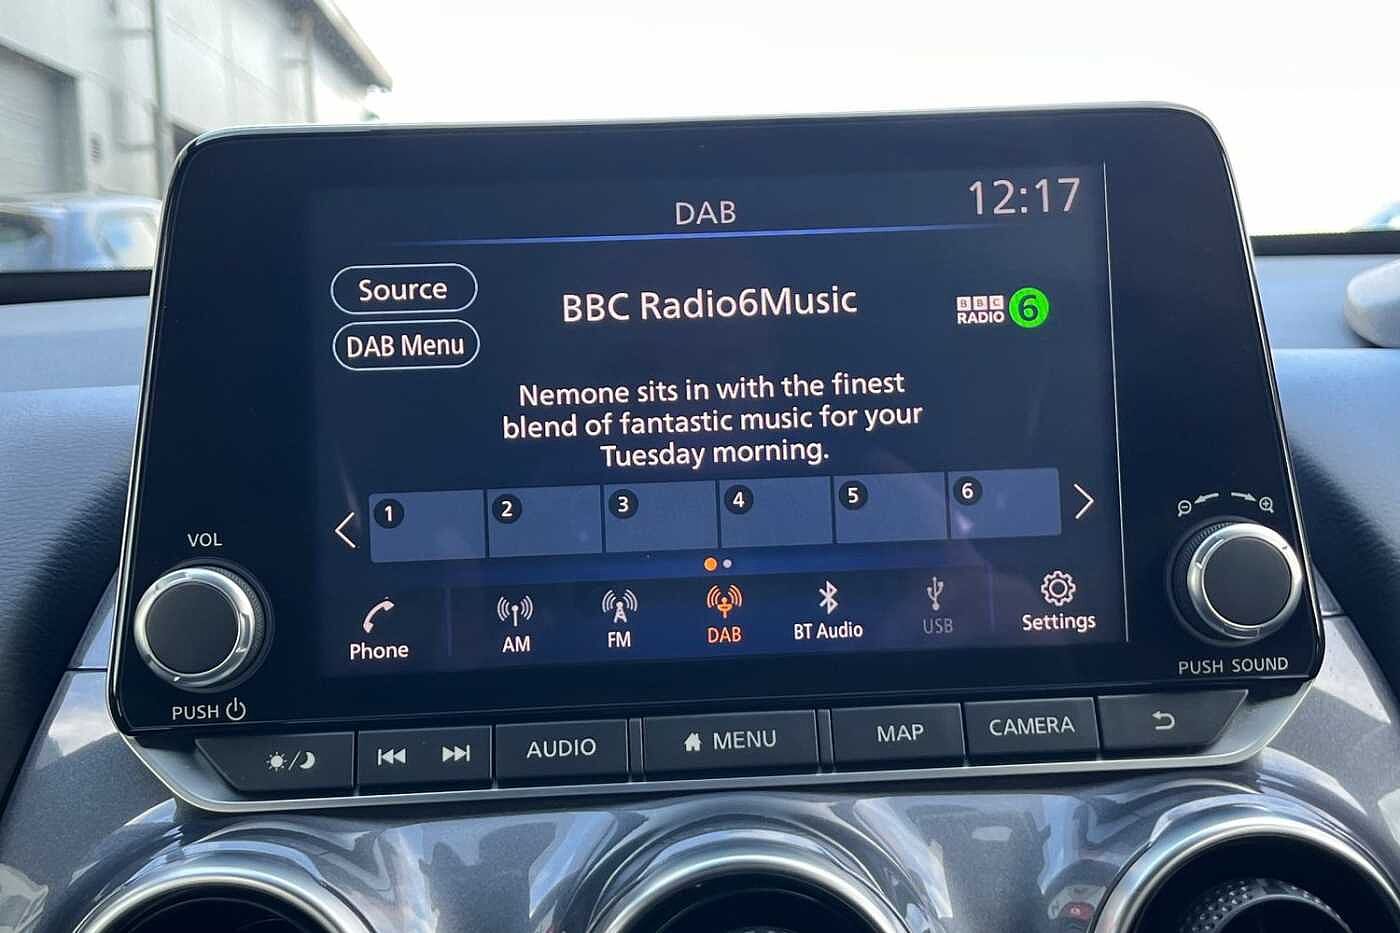 DAB
12:17
Source
BBC Radio6Music
BBC
RADIO 6
DAB Menu
Nemone sits in with the finest
blend of fantastic music for your
Tuesday morning.
1 2 3 4 5 6
VOL
Phone
AM
FM
DAB
BT Audio
USB
Settings
PUSH
PUSH SOUND
AUDIO
MENU
MAP
CAMERA